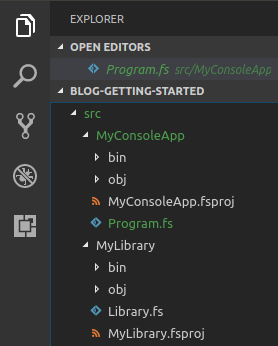 EXPLORER
OPEN EDITORS
Program.fs src/MyConsoleApp
BLOG-GETTING-STARTED
src
MyConsoleApp
bin
obj
MyConsoleApp.fsproj
Program.fs
MyLibrary
bin
obj
Library.fs
MyLibrary.fsproj